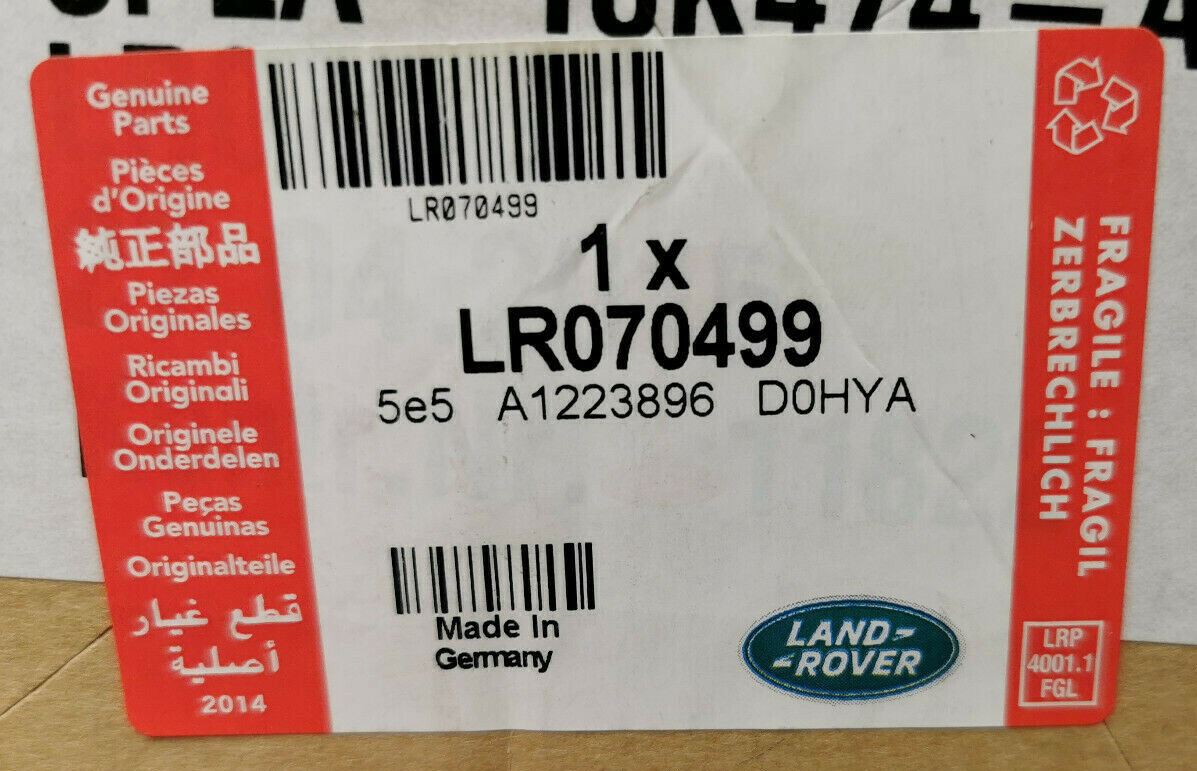 Genuine
Parts
Pièces
d'Origine
純正部品
Piezas
Originales
Ricambi
Originali
Originele
Onderdelen
Peças
Genuinas
Originalteile
قطع غيار
أصلية
2014
LR070499
1 x
LR070499
5e5 A1223896 D0HYA
Made In
Germany
LAND-
-ROVER
FRAGILE : FRAGIL
ZERBRECHLICH
LRP
4001.1
FGL